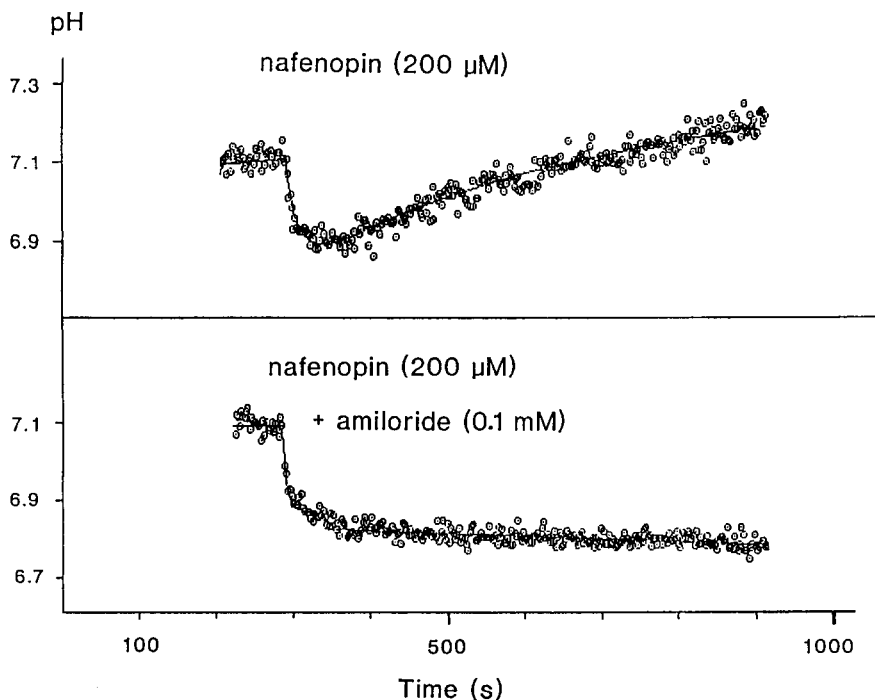 pH
nafenopin (200 µM)
7.3
7.1
6.9
nafenopin (200 µM)
+ amiloride (0.1 mM)
7.1
6.9
6.7
100 500 1000
Time (s)